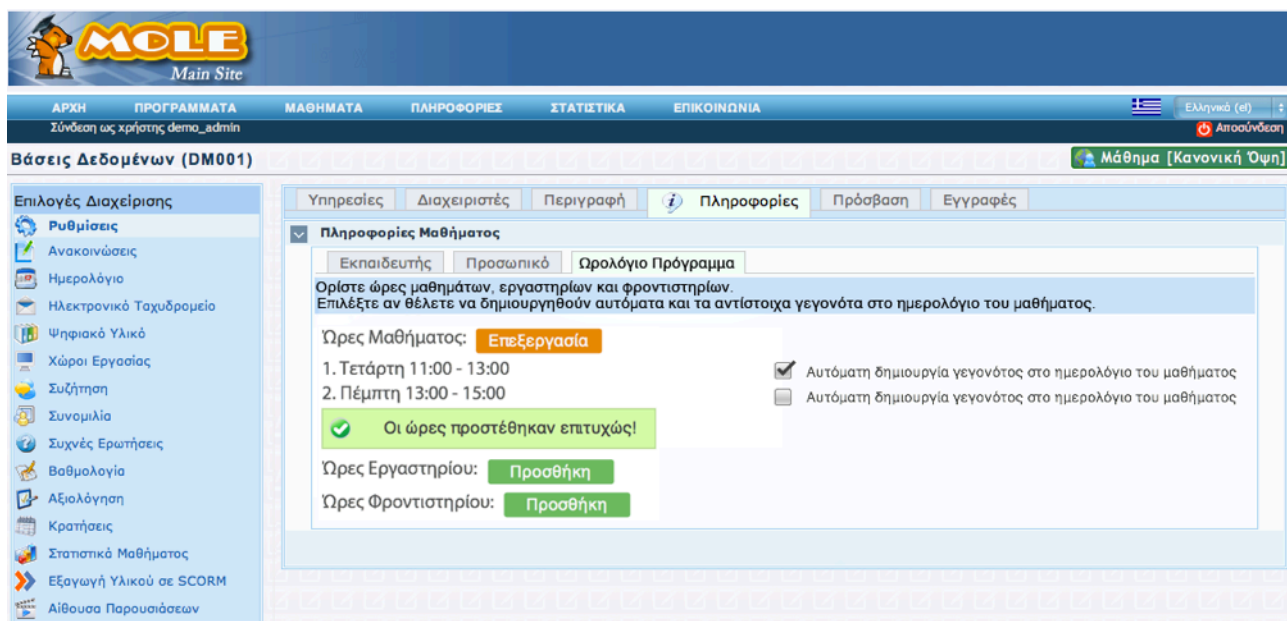 MOLE
Main Site
ΑΡΧΗ ΠΡΟΓΡΑΜΜΑΤΑ ΜΑΘΗΜΑΤΑ ΠΛΗΡΟΦΟΡΙΕΣ ΣΤΑΤΙΣΤΙΚΑ ΕΠΙΚΟΙΝΩΝΙΑ Ελληνικά (el)
Σύνδεση ως χρήστης demo_admin Αποσύνδεση
Βάσεις Δεδομένων (DM001) Μάθημα [Κανονική Όψη]
Επιλογές Διαχείρισης
Ρυθμίσεις
Ανακοινώσεις
Ημερολόγιο
Ηλεκτρονικό Ταχυδρομείο
Ψηφιακό Υλικό
Χώροι Εργασίας
Συζήτηση
Συνομιλία
Συχνές Ερωτήσεις
Βαθμολογία
Αξιολόγηση
Κρατήσεις
Στατιστικά Μαθήματος
Εξαγωγή Υλικού σε SCORM
Αίθουσα Παρουσιάσεων
Υπηρεσίες Διαχειριστές Περιγραφή Πληροφορίες Πρόσβαση Εγγραφές
Πληροφορίες Μαθήματος
Εκπαιδευτής Προσωπικό Ωρολόγιο Πρόγραμμα
Ορίστε ώρες μαθημάτων, εργαστηρίων και φροντιστηρίων.
Επιλέξτε αν θέλετε να δημιουργηθούν αυτόματα και τα αντίστοιχα γεγονότα στο ημερολόγιο του μαθήματος.
Ώρες Μαθήματος: Επεξεργασία
1. Τετάρτη 11:00 - 13:00 Αυτόματη δημιουργία γεγονότος στο ημερολόγιο του μαθήματος
2. Πέμπτη 13:00 - 15:00 Αυτόματη δημιουργία γεγονότος στο ημερολόγιο του μαθήματος
Οι ώρες προστέθηκαν επιτυχώς!
Ώρες Εργαστηρίου: Προσθήκη
Ώρες Φροντιστηρίου: Προσθήκη